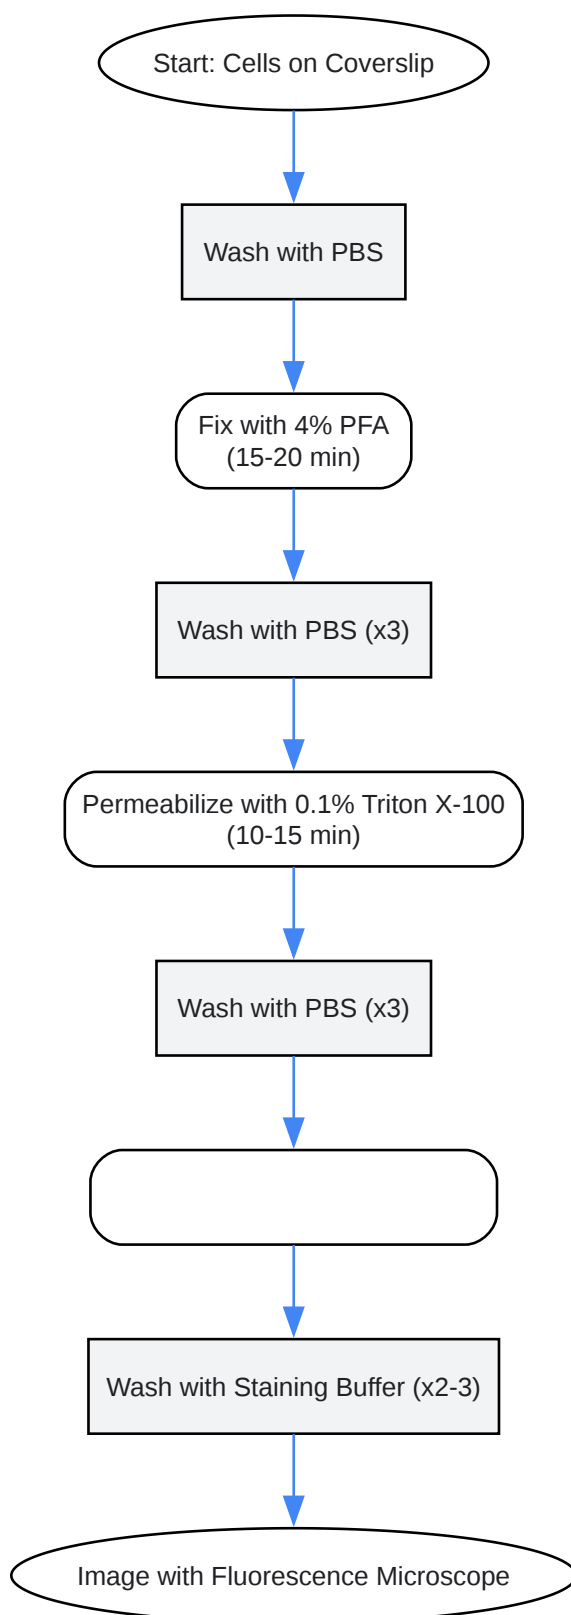 Start: Cells on Coverslip
Wash with PBS
Fix with 4% PFA
(15-20 min)
Wash with PBS (x3)
Permeabilize with 0.1% Triton X-100
(10-15 min)
Wash with PBS (x3)
Wash with Staining Buffer (x2-3)
Image with Fluorescence Microscope